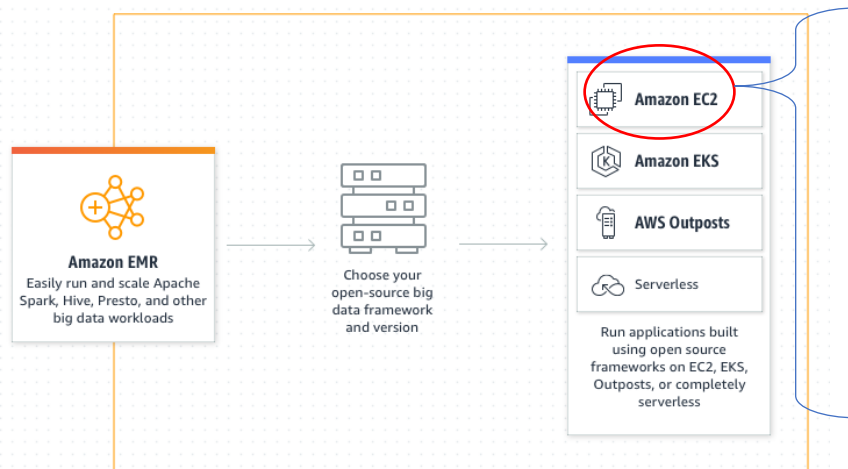 Amazon EMR
Easily run and scale Apache
Spark, Hive, Presto, and other
big data workloads
Choose your
open-source big
data framework
and version
Amazon EC2
Amazon EKS
AWS Outposts
Serverless
Run applications built
using open source
frameworks on EC2, EKS,
Outposts, or completely
serverless